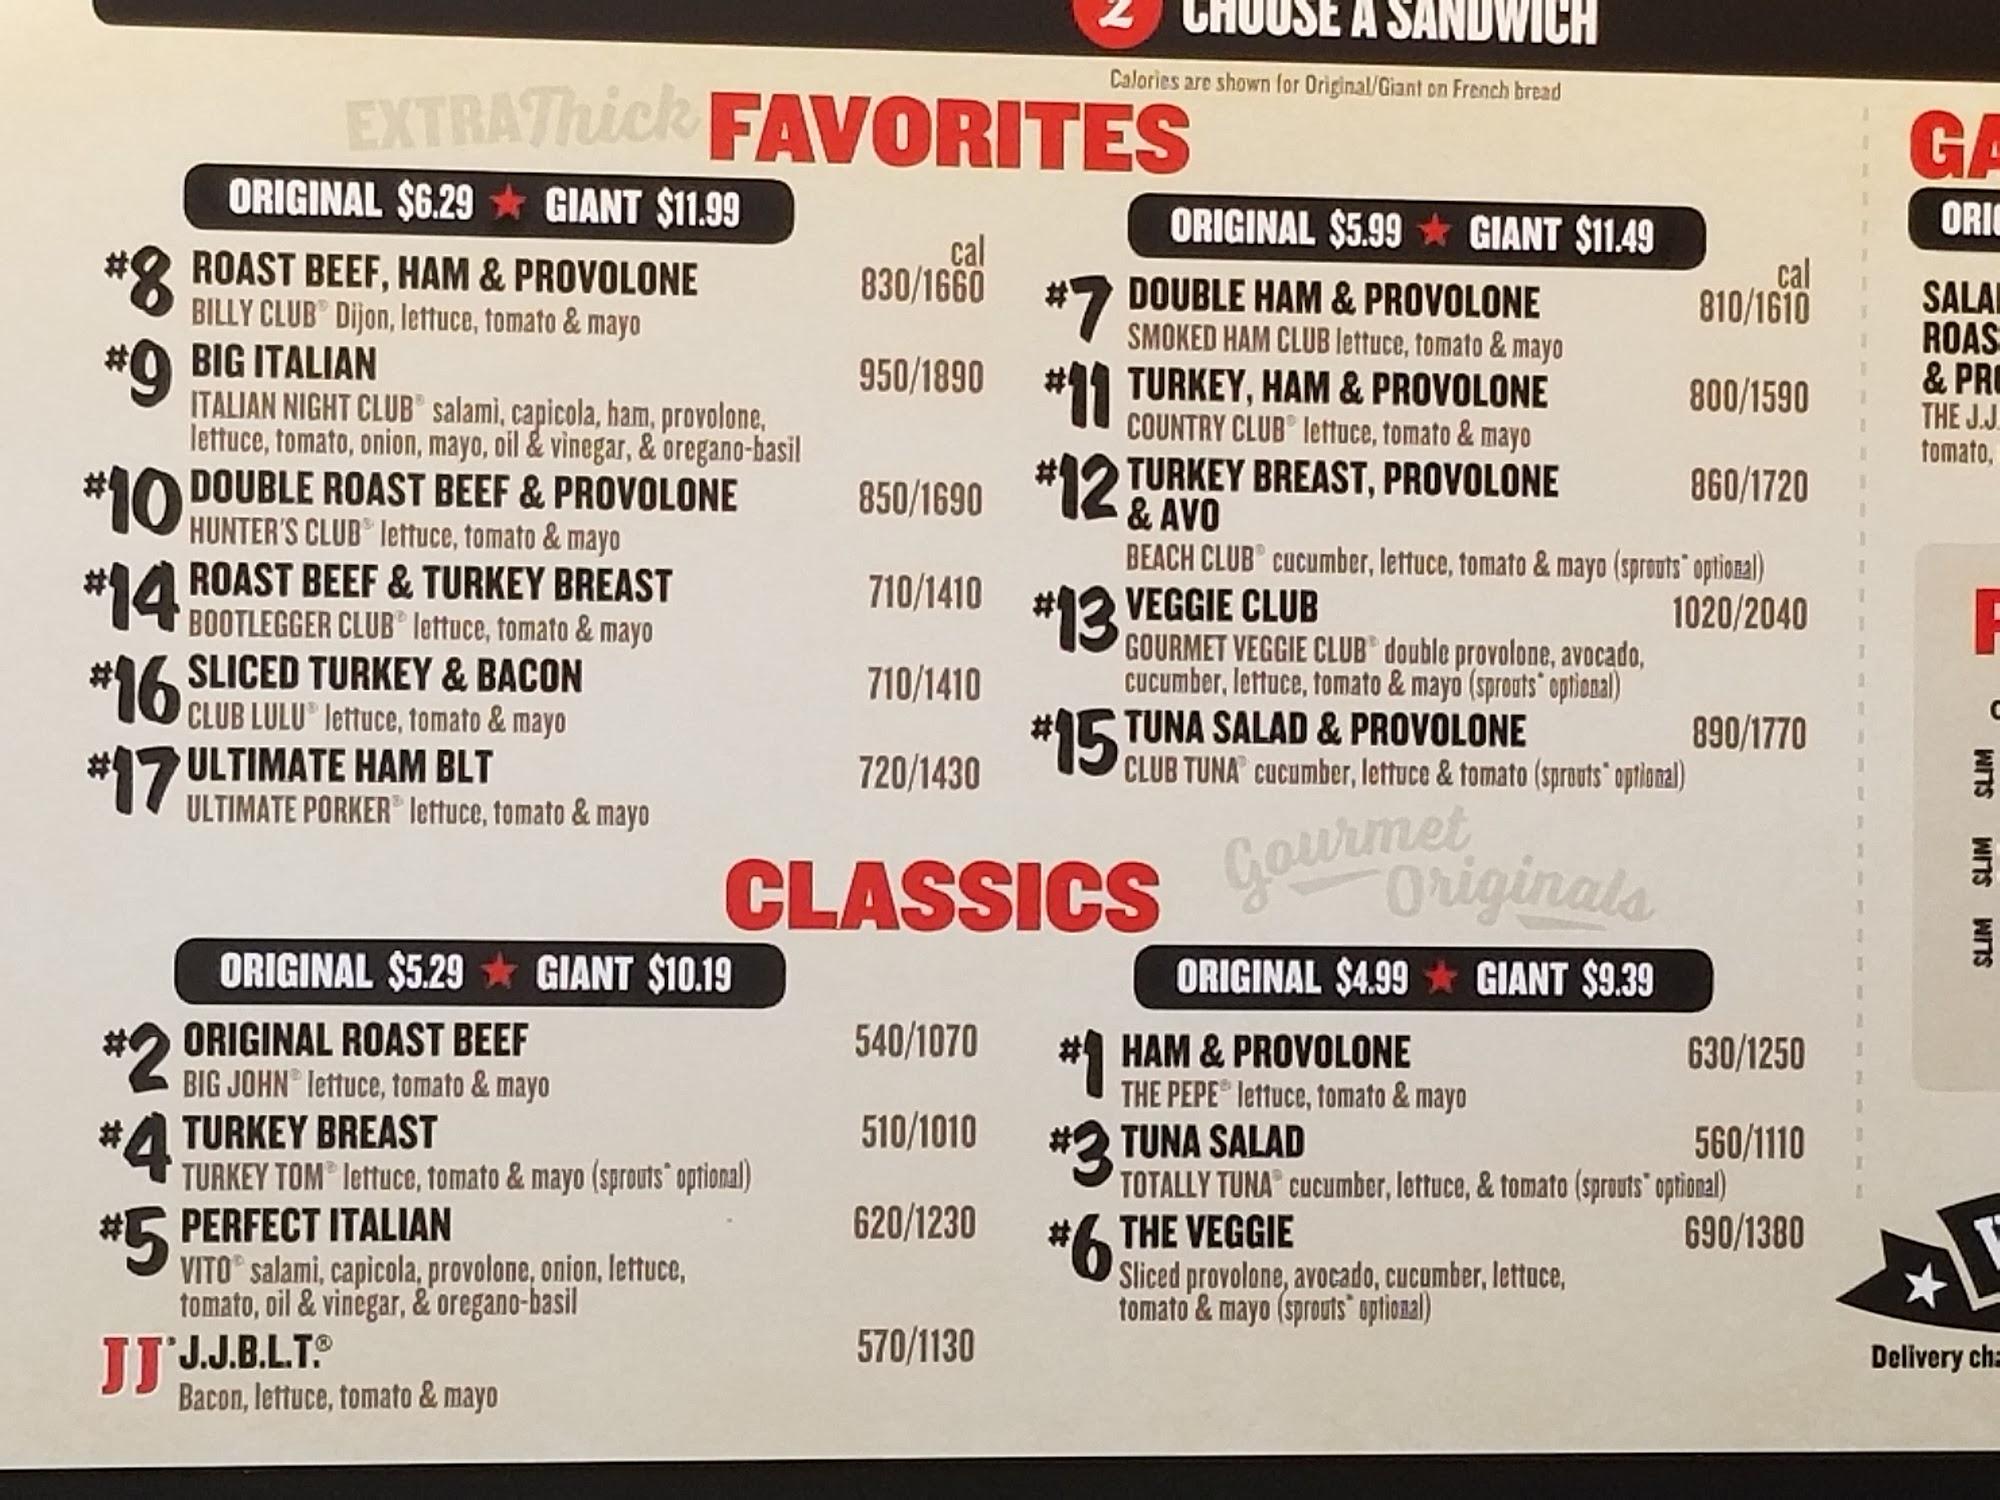 2 CHOOSE A SANDWICH
Calories are shown for Original/Giant on French bread
EXTRA Thick FAVORITES
ORIGINAL $6.29 ★ GIANT $11.99
cal
#8 ROAST BEEF, HAM & PROVOLONE 830/1660
BILLY CLUB® Dijon, lettuce, tomato & mayo
#9 BIG ITALIAN 950/1890
ITALIAN NIGHT CLUB® salami, capicola, ham, provolone,
lettuce, tomato, onion, mayo, oil & vinegar, & oregano-basil
#10 DOUBLE ROAST BEEF & PROVOLONE 850/1690
HUNTER'S CLUB® lettuce, tomato & mayo
#14 ROAST BEEF & TURKEY BREAST 710/1410
BOOTLEGGER CLUB® lettuce, tomato & mayo
#16 SLICED TURKEY & BACON 710/1410
CLUB LULU® lettuce, tomato & mayo
#17 ULTIMATE HAM BLT 720/1430
ULTIMATE PORKER® lettuce, tomato & mayo
ORIGINAL $5.99 ★ GIANT $11.49
cal
#7 DOUBLE HAM & PROVOLONE 810/1610
SMOKED HAM CLUB lettuce, tomato & mayo
#11 TURKEY, HAM & PROVOLONE 800/1590
COUNTRY CLUB® lettuce, tomato & mayo
#12 TURKEY BREAST, PROVOLONE 860/1720
& AVO
BEACH CLUB® cucumber, lettuce, tomato & mayo (sprouts* optional)
#13 VEGGIE CLUB 1020/2040
GOURMET VEGGIE CLUB® double provolone, avocado,
cucumber, lettuce, tomato & mayo (sprouts* optional)
#15 TUNA SALAD & PROVOLONE 890/1770
CLUB TUNA® cucumber, lettuce & tomato (sprouts* optional)
CLASSICS
Gourmet
Originals
ORIGINAL $5.29 ★ GIANT $10.19
#2 ORIGINAL ROAST BEEF 540/1070
BIG JOHN® lettuce, tomato & mayo
#4 TURKEY BREAST 510/1010
TURKEY TOM® lettuce, tomato & mayo (sprouts* optional)
#5 PERFECT ITALIAN 620/1230
VITO® salami, capicola, provolone, onion, lettuce,
tomato, oil & vinegar, & oregano-basil
JJ® J.J.B.L.T.® 570/1130
Bacon, lettuce, tomato & mayo
ORIGINAL $4.99 ★ GIANT $9.39
#1 HAM & PROVOLONE 630/1250
THE PEPE® lettuce, tomato & mayo
#3 TUNA SALAD 560/1110
TOTALLY TUNA® cucumber, lettuce, & tomato (sprouts* optional)
#6 THE VEGGIE 690/1380
Sliced provolone, avocado, cucumber, lettuce,
tomato & mayo (sprouts* optional)
GA
ORIG
SALA
ROAS
& PRO
THE J.J.
tomato,
SLIM
SLIM
SLIM
Delivery cha